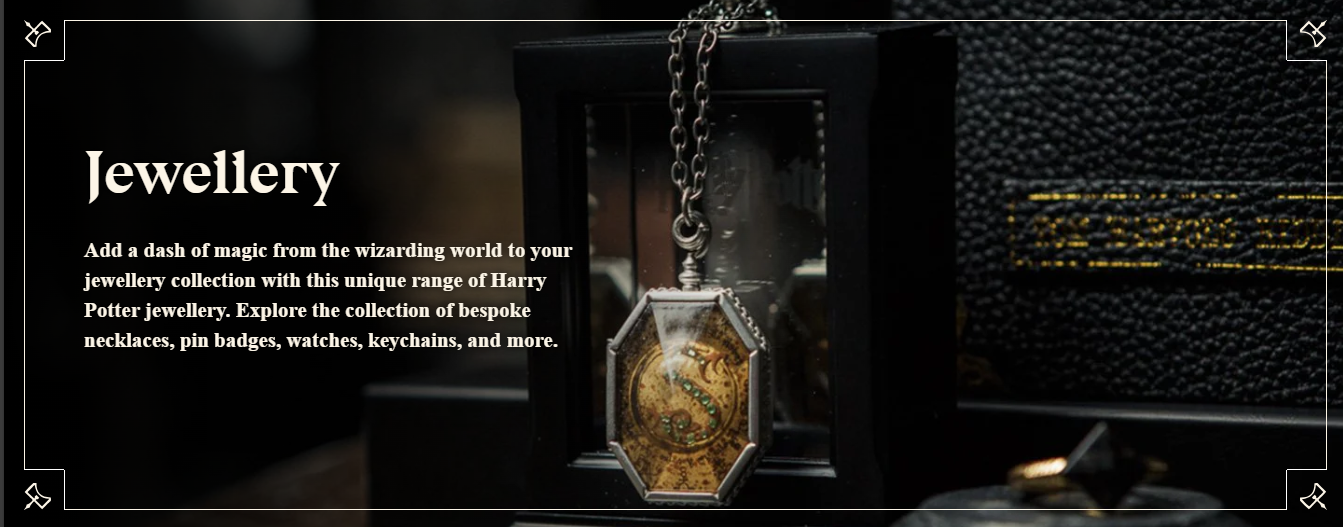 Jewellery
Add a dash of magic from the wizarding world to your
jewellery collection with this unique range of Harry
Potter jewellery. Explore the collection of bespoke
necklaces, pin badges, watches, keychains, and more.